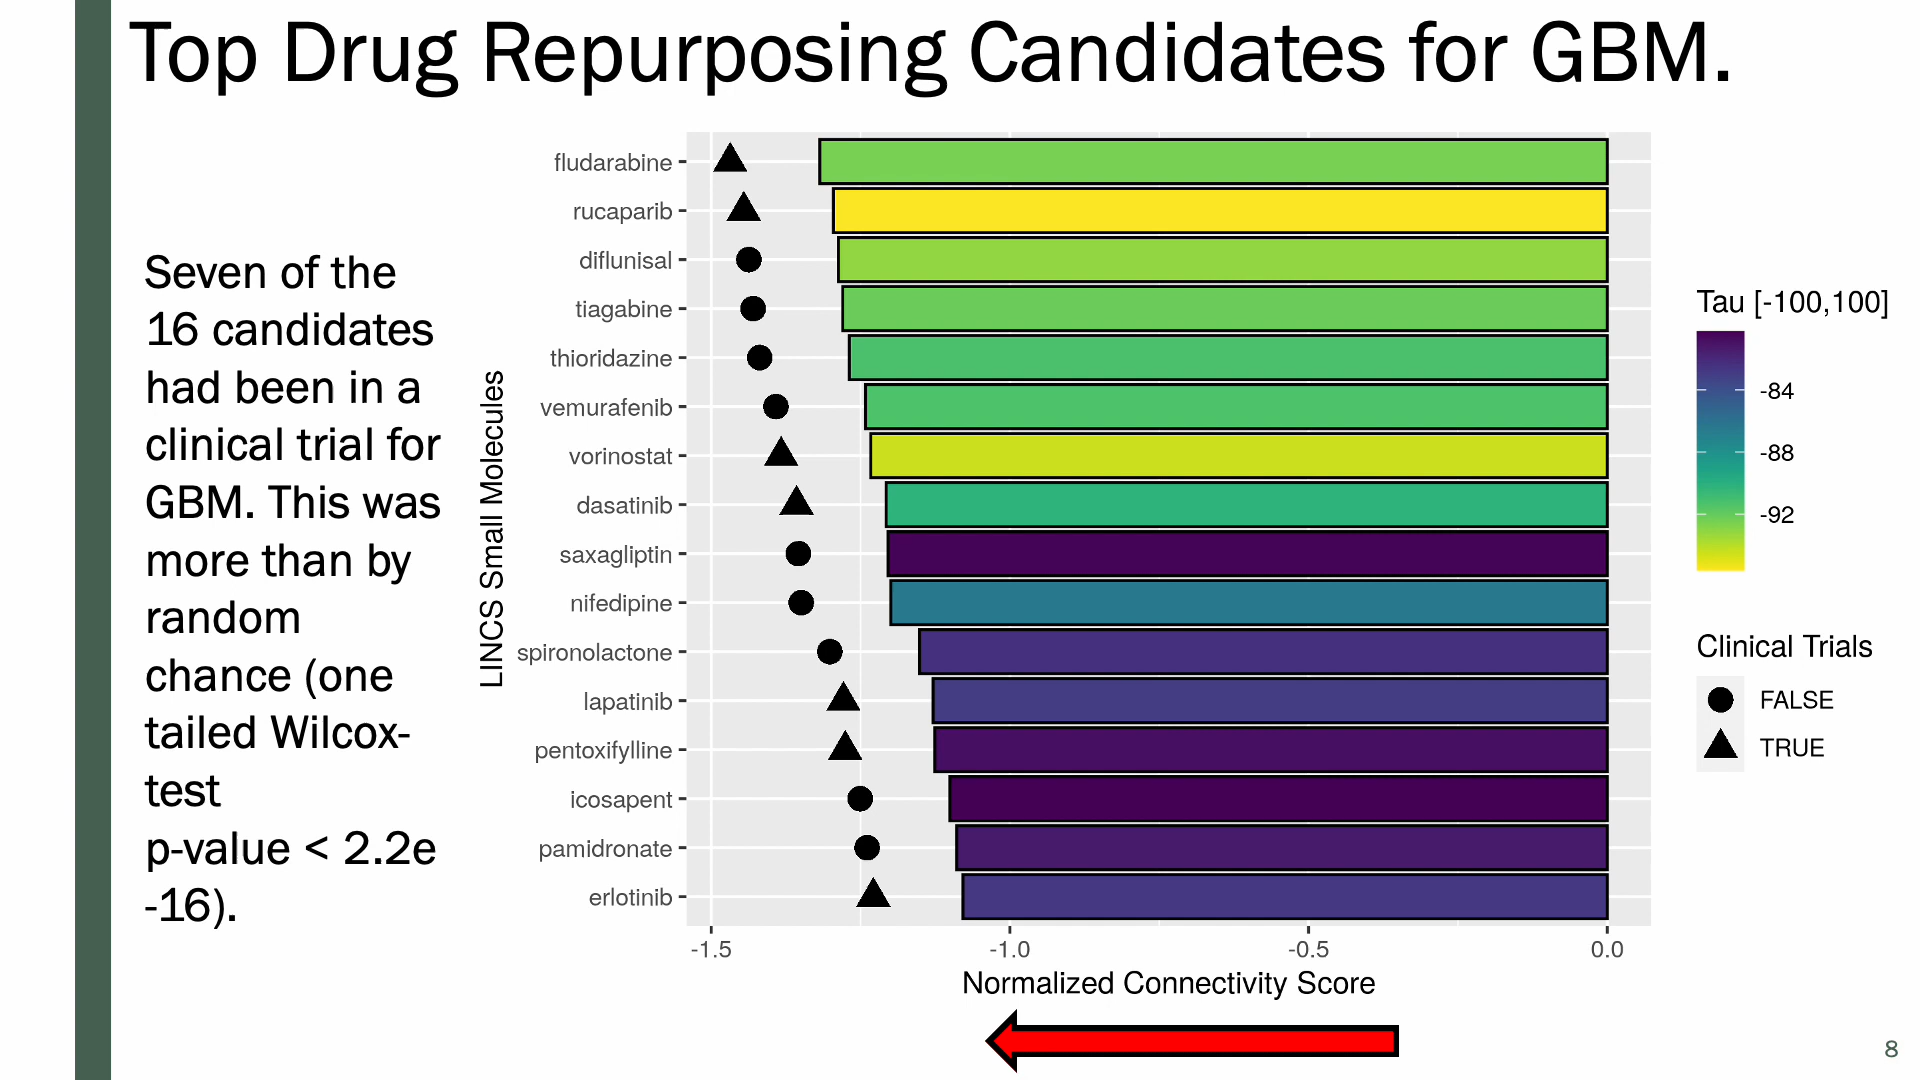 Top Drug Repurposing Candidates for GBM.
Seven of the
16 candidates
had been in a
clinical trial for
GBM. This was
more than by
random
chance (one
tailed Wilcox-
test
p-value < 2.2e
-16).
LINCS Small Molecules
fludarabine
rucaparib
diflunisal
tiagabine
thioridazine
vemurafenib
vorinostat
dasatinib
saxagliptin
nifedipine
spironolactone
lapatinib
pentoxifylline
icosapent
pamidronate
erlotinib
-1.5 -1.0 -0.5 0.0
Normalized Connectivity Score
Tau [-100,100]
-84
-88
-92
Clinical Trials
FALSE
TRUE
8